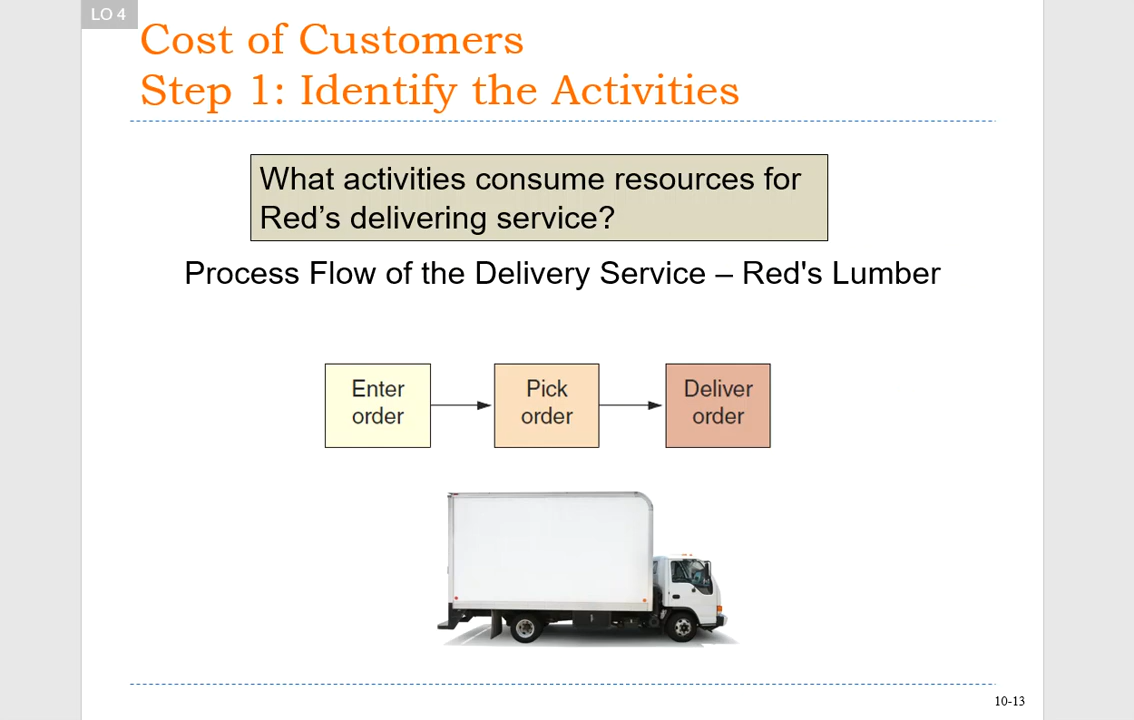 LO 4
Cost of Customers
Step 1: Identify the Activities
What activities consume resources for
Red’s delivering service?
Process Flow of the Delivery Service – Red's Lumber
Enter
order
Pick
order
Deliver
order
10-13